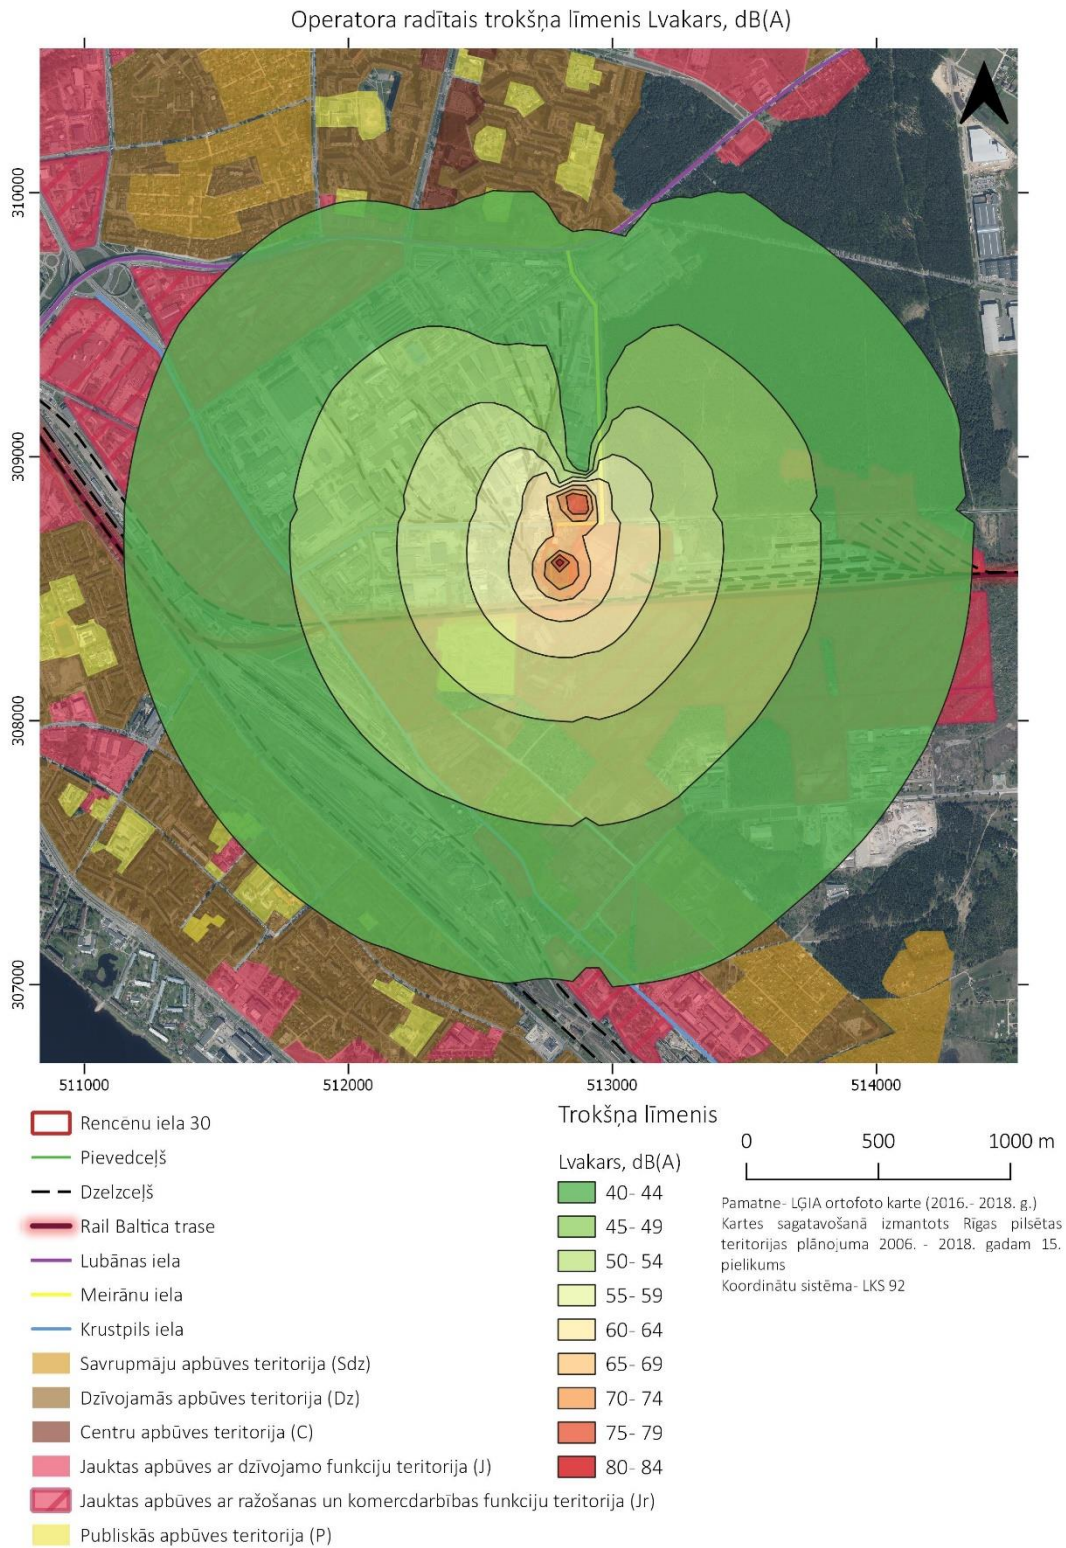 Operatora radītais trokšņa līmenis Lvakars, dB(A)
310000
309000
308000
307000
511000
512000
513000
514000
Rencēnu iela 30
Pievedceļš
Dzelzceļš
Rail Baltica trase
Lubānas iela
Meirānu iela
Krustpils iela
Savrupmāju apbūves teritorija (Sdz)
Dzīvojamās apbūves teritorija (Dz)
Centru apbūves teritorija (C)
Jauktas apbūves ar dzīvojamo funkciju teritorija (J)
Jauktas apbūves ar ražošanas un komercdarbības funkciju teritorija (Jr)
Publiskās apbūves teritorija (P)
Trokšņa līmenis
Lvakars, dB(A)
40- 44
45- 49
50- 54
55- 59
60- 64
65- 69
70- 74
75- 79
80- 84
0 500 1000 m
Pamatne- LĢIA ortofoto karte (2016.- 2018. g.)
Kartes sagatavošanā izmantots Rīgas pilsētas
teritorijas plānojuma 2006. - 2018. gadam 15.
pielikums
Koordinātu sistēma- LKS 92